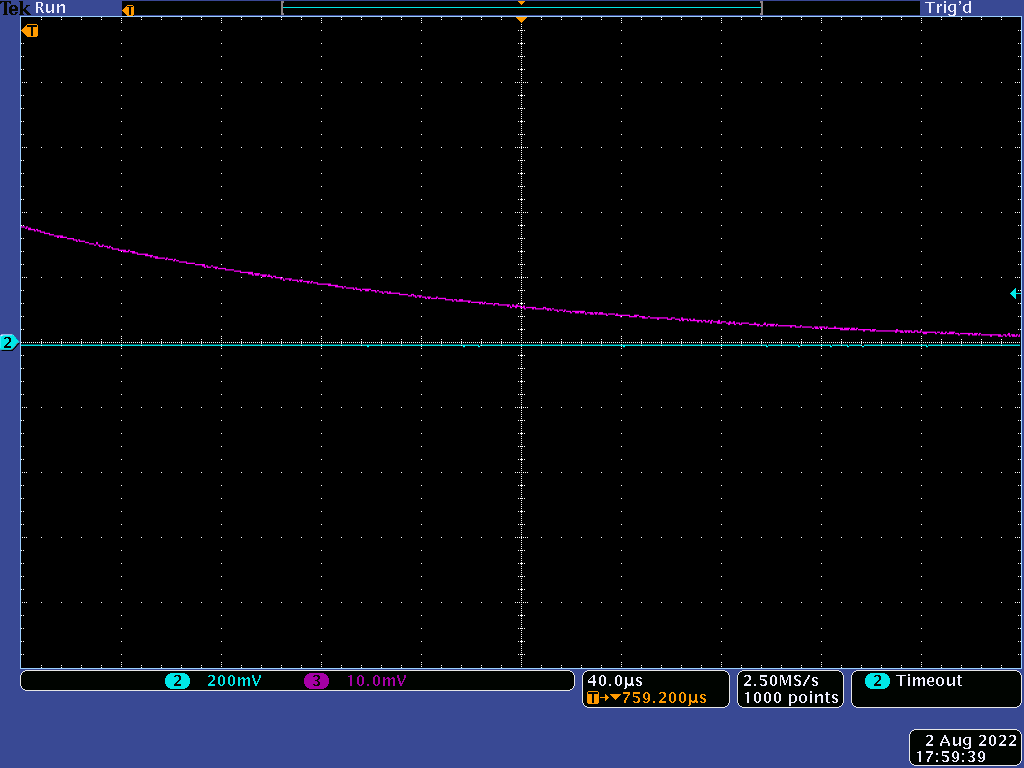 Tek Run Trig'd
T
T
2
2 200mV 3 10.0mV
40.0µs
T→▼759.200µs
2.50MS/s
1000 points
2 Timeout
2 Aug 2022
17:59:39